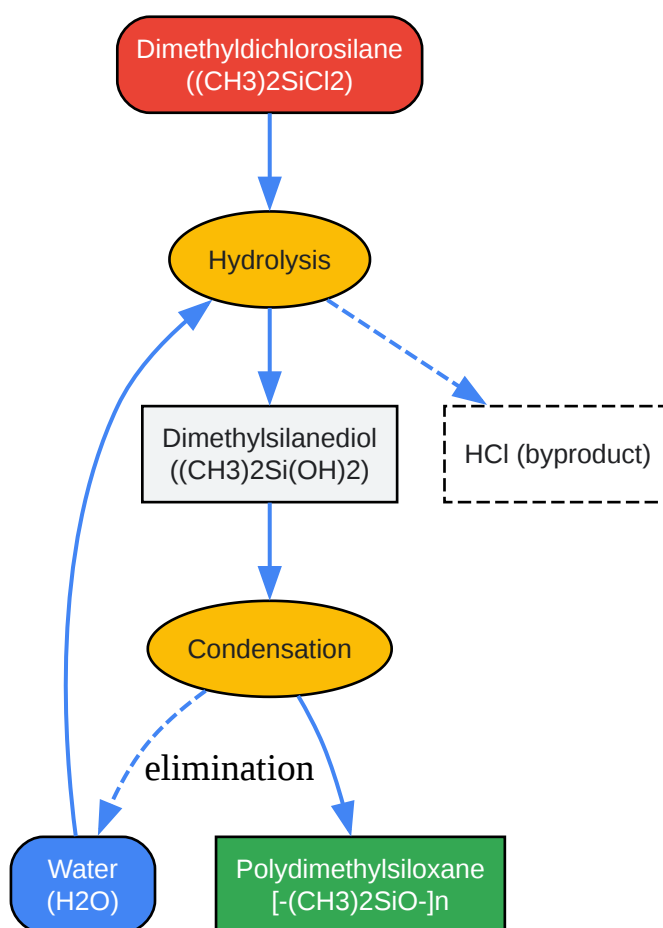 Dimethyldichlorosilane
((CH3)2SiCl2)
Hydrolysis
Dimethylsilanediol
((CH3)2Si(OH)2)
HCl (byproduct)
Condensation
elimination
Water
(H2O)
Polydimethylsiloxane
[-(CH3)2SiO-]n